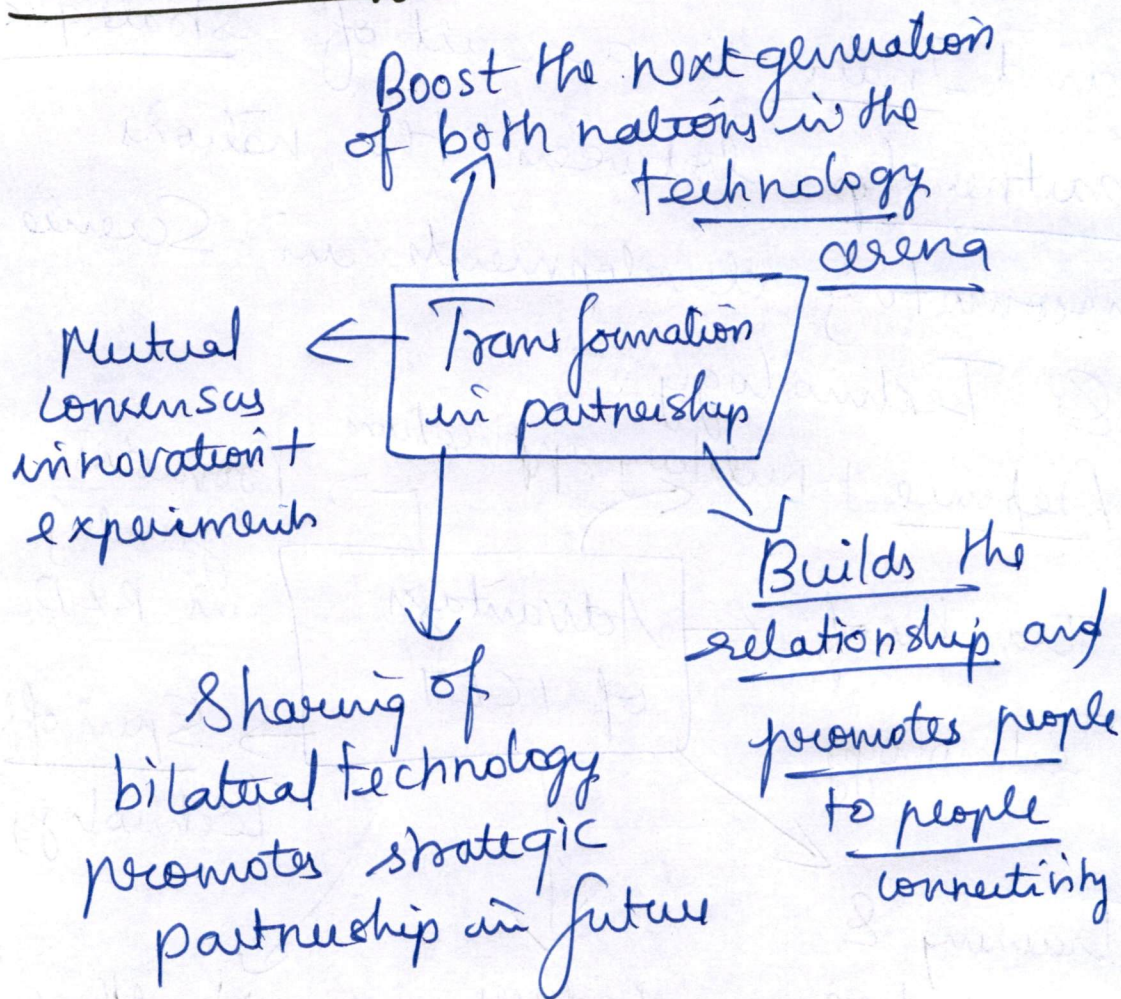 Boost the next generation
of both nations in the
technology
arena
Transformation
in partnership
Mutual
consensus
innovation +
experiments
Builds the
relationship and
promotes people
to people
connectivity
Sharing of
bilateral technology
promotes strategic
partnership in future